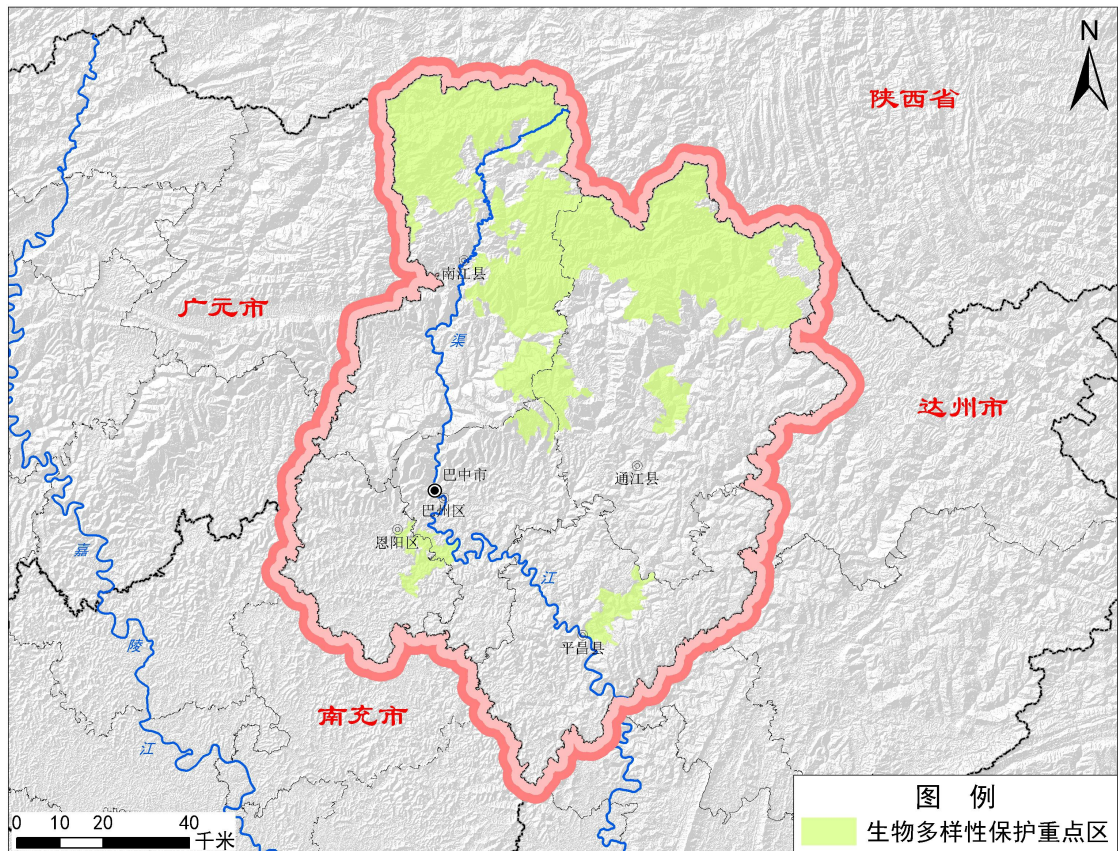 N
陕西省
南江县
广元市
渠
达州市
巴中市
通江县
巴州区
恩阳区
嘉
江
陵
平昌县
南充市
江
图 例
生物多样性保护重点区
0 10 20 40
千米